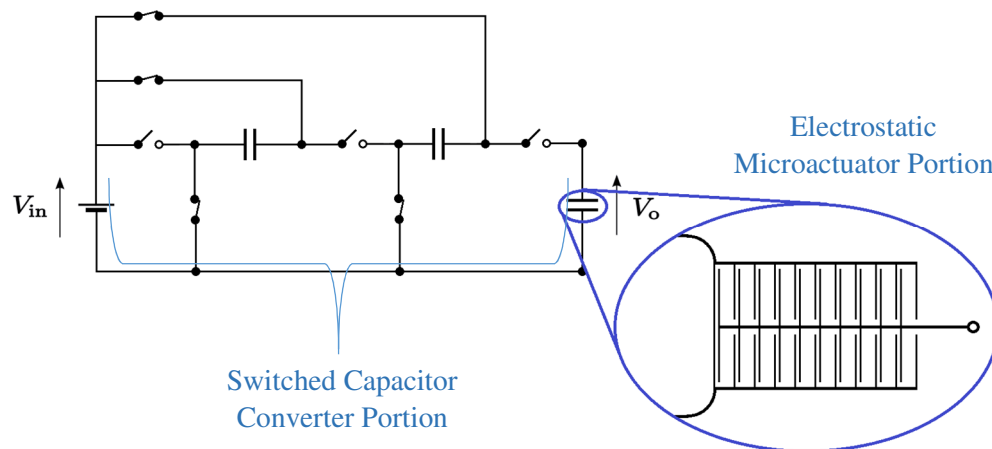 Electrostatic
Microactuator Portion
V_in
V_o
Switched Capacitor
Converter Portion